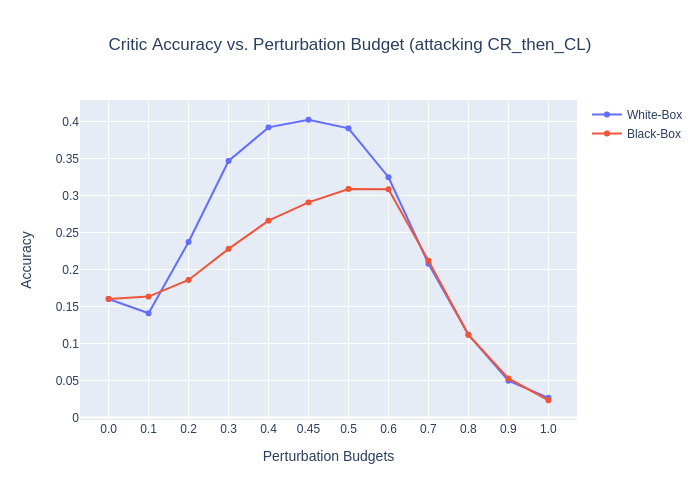 Critic Accuracy vs. Perturbation Budget (attacking CR_then_CL)
White-Box
Black-Box
Accuracy
0.4
0.35
0.3
0.25
0.2
0.15
0.1
0.05
0
0.0 0.1 0.2 0.3 0.4 0.45 0.5 0.6 0.7 0.8 0.9 1.0
Perturbation Budgets